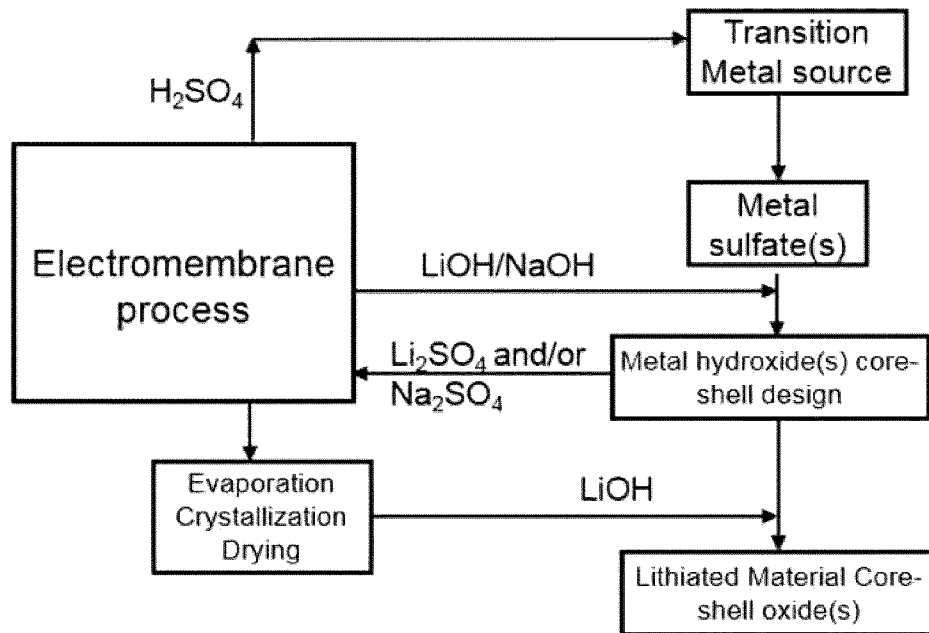 Transition
Metal source
H₂SO₄
Metal
sulfate(s)
Electromembrane
process
LiOH/NaOH
Li₂SO₄ and/or
Na₂SO₄
Metal hydroxide(s) core-
shell design
Evaporation
Crystallization
Drying
LiOH
Lithiated Material Core-
shell oxide(s)